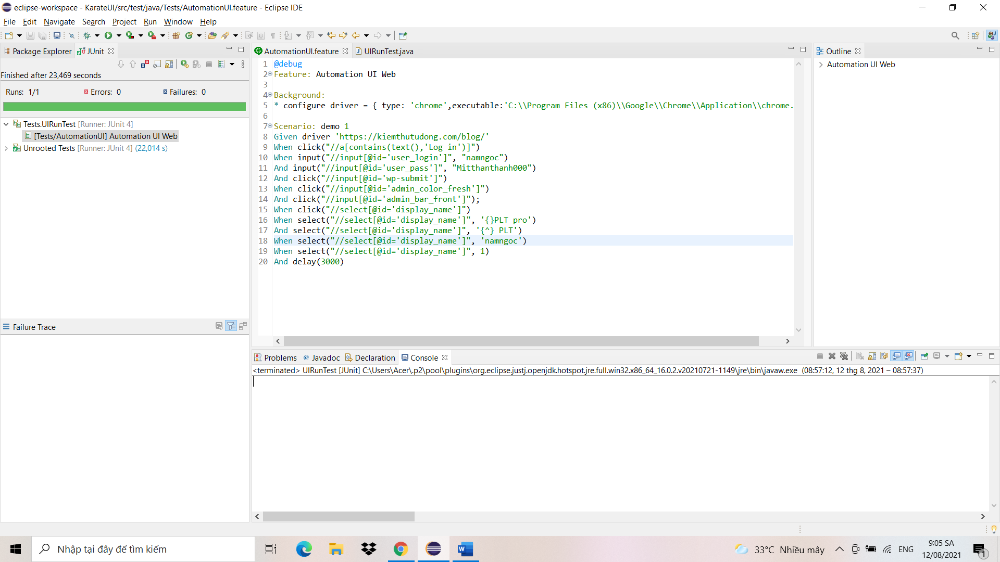 eclipse-workspace - KarateUI/src/test/java/Tests/AutomationUI.feature - Eclipse IDE
File Edit Navigate Search Project Run Window Help
Package Explorer JUnit
Finished after 23,469 seconds
Runs: 1/1 Errors: 0 Failures: 0
Tests.UIRunTest [Runner: JUnit 4]
[Tests/AutomationUI] Automation UI Web
Unrooted Tests [Runner: JUnit 4] (22,014 s)
Failure Trace
AutomationUI.feature UIRunTest.java
1 @debug
2 Feature: Automation UI Web
3
4 Background:
5 * configure driver = { type: 'chrome',executable:'C:\\Program Files (x86)\\Google\\Chrome\\Application\\chrome.
6
7 Scenario: demo 1
8 Given driver 'https://kiemthutudong.com/blog/'
9 When click("//a[contains(text(),'Log in')]")
10 When input("//input[@id='user_login']", "namngoc")
11 And input("//input[@id='user_pass']", "Mitthanthanh000")
12 And click("//input[@id='wp-submit']")
13 When click("//input[@id='admin_color_fresh']")
14 And click("//input[@id='admin_bar_front']");
15 When click("//select[@id='display_name']")
16 When select("//select[@id='display_name']", '{}PLT pro')
17 And select("//select[@id='display_name']", '{^} PLT')
18 When select("//select[@id='display_name']", 'namngoc')
19 When select("//select[@id='display_name']", 1)
20 And delay(3000)
Outline
Automation UI Web
Problems Javadoc Declaration Console
<terminated> UIRunTest [JUnit] C:\Users\Acer\.p2\pool\plugins\org.eclipse.justj.openjdk.hotspot.jre.full.win32.x86_64_16.0.2.v20210721-1149\jre\bin\javaw.exe (08:57:12, 12 thg 8, 2021 – 08:57:37)
Nhập tại đây để tìm kiếm
33°C Nhiều mây
ENG
9:05 SA
12/08/2021
1